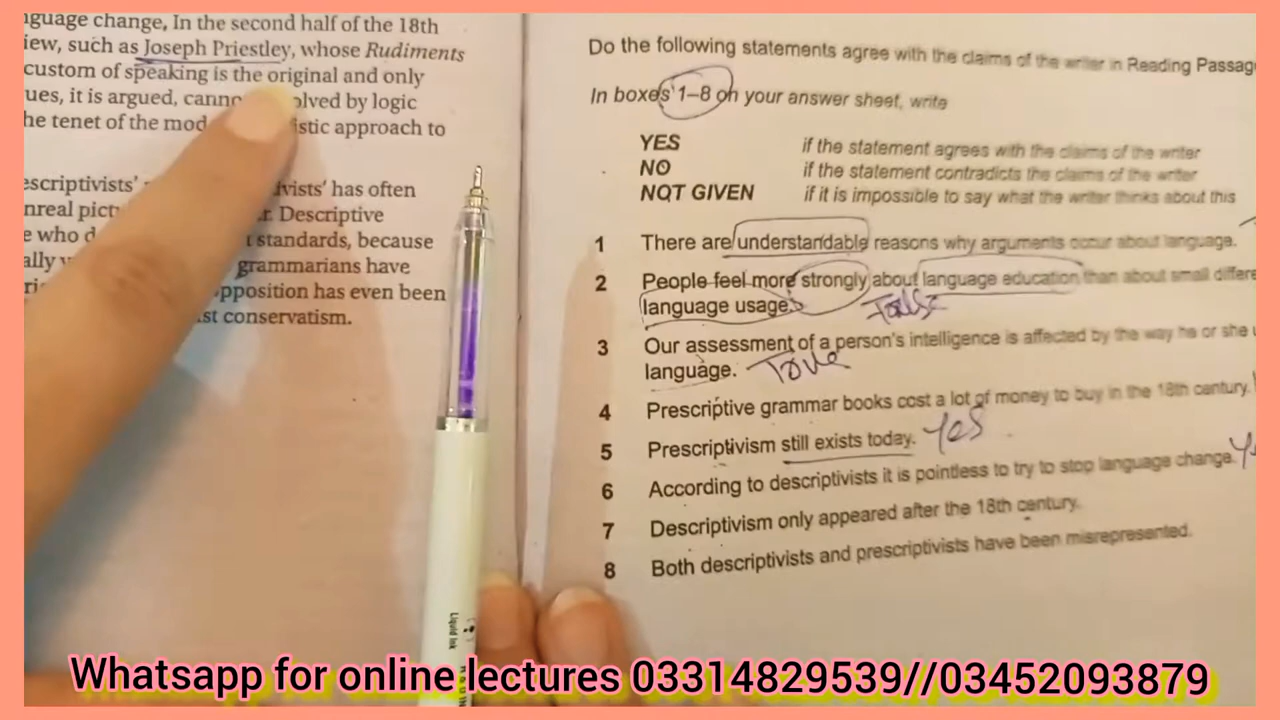 nguage change, In the second half of the 18th
iew, such as Joseph Priestley, whose Rudiments
custom of speaking is the original and only
ues, it is argued, canno olved by logic
he tenet of the mod istic approach to
escriptivists' ivists' has often
nreal pict r. Descriptive
e who d t standards, because
ally grammarians have
pposition has even been
st conservatism.
Do the following statements agree with the claims of the writer in Reading Passag
In boxes 1–8 on your answer sheet, write
YES if the statement agrees with the claims of the writer
NO if the statement contradicts the claims of the writer
NOT GIVEN if it is impossible to say what the writer thinks about this
1 There are understandable reasons why arguments occur about language.
2 People feel more strongly about language education than about small differe
language usage. False
3 Our assessment of a person's intelligence is affected by the way he or she u
language. True
4 Prescriptive grammar books cost a lot of money to buy in the 18th century.
5 Prescriptivism still exists today. Yes
6 According to descriptivists it is pointless to try to stop language change. Y
7 Descriptivism only appeared after the 18th century.
8 Both descriptivists and prescriptivists have been misrepresented.
Liquid Ink
Whatsapp for online lectures 03314829539//03452093879